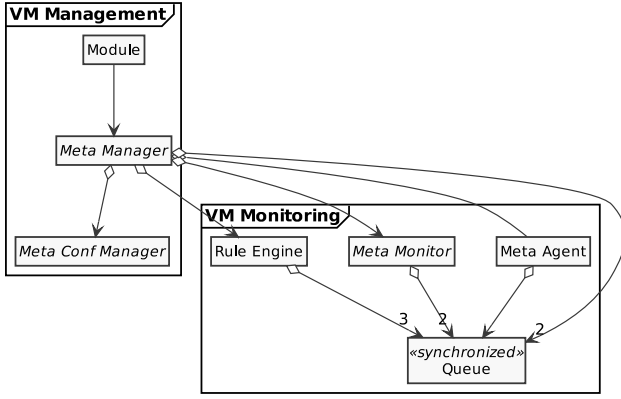 VM Management
Module
Meta Manager
Meta Conf Manager
VM Monitoring
Rule Engine
Meta Monitor
Meta Agent
3
2
2
«synchronized»
Queue